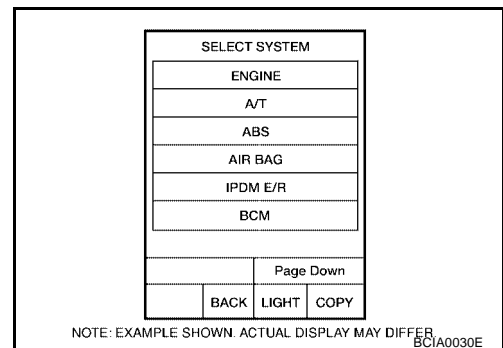 SELECT SYSTEM
ENGINE
A/T
ABS
AIR BAG
IPDM E/R
BCM
Page Down
BACK LIGHT COPY
NOTE: EXAMPLE SHOWN. ACTUAL DISPLAY MAY DIFFER
BCIA0030E